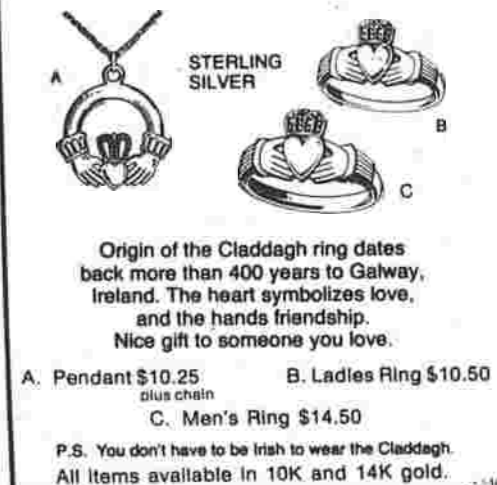 A
STERLING
SILVER
B
C
Origin of the Claddagh ring dates
back more than 400 years to Galway,
Ireland. The heart symbolizes love,
and the hands friendship.
Nice gift to someone you love.
A. Pendant $10.25 B. Ladies Ring $10.50
plus chain
C. Men's Ring $14.50
P.S. You don't have to be Irish to wear the Claddagh.
All items available in 10K and 14K gold.